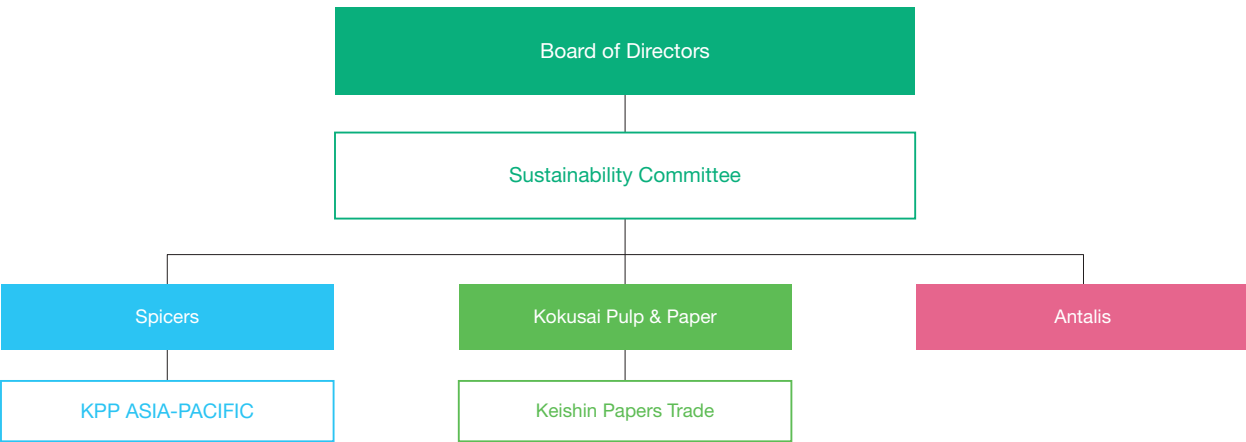 Board of Directors
Sustainability Committee
Spicers
Kokusai Pulp & Paper
Antalis
KPP ASIA-PACIFIC
Keishin Papers Trade